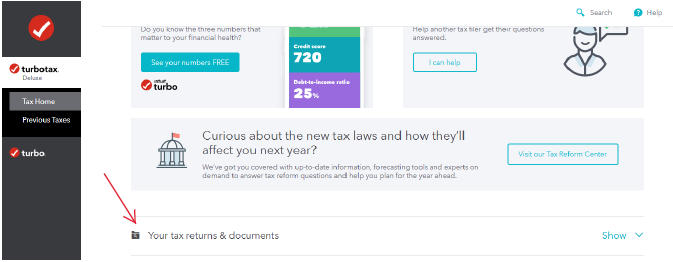 Search
Help
turbotax.
Deluxe
Tax Home
Previous Taxes
turbo
Do you know the three numbers that
matter to your financial health?
See your numbers FREE
intuit
turbo
Credit score
720
Debt-to-income ratio
25%
Help another tax filer get their questions
answered.
I can help
Curious about the new tax laws and how they'll
affect you next year?
We've got you covered with up-to-date information, forecasting tools and experts on
demand to answer tax reform questions and help you plan for the year ahead.
Visit our Tax Reform Center
Your tax returns & documents
Show